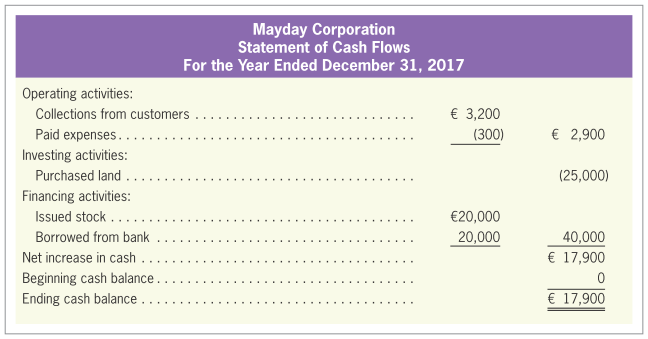 Mayday Corporation
Statement of Cash Flows
For the Year Ended December 31, 2017
Operating activities:
Collections from customers . . . . . . . . . . . . . . . . . . . . . . . . . . . . . € 3,200
Paid expenses . . . . . . . . . . . . . . . . . . . . . . . . . . . . . . . . . . . . . . . (300) € 2,900
Investing activities:
Purchased land . . . . . . . . . . . . . . . . . . . . . . . . . . . . . . . . . . . . . . (25,000)
Financing activities:
Issued stock . . . . . . . . . . . . . . . . . . . . . . . . . . . . . . . . . . . . . . . . €20,000
Borrowed from bank . . . . . . . . . . . . . . . . . . . . . . . . . . . . . . . . . . 20,000 40,000
Net increase in cash . . . . . . . . . . . . . . . . . . . . . . . . . . . . . . . . . . . . € 17,900
Beginning cash balance . . . . . . . . . . . . . . . . . . . . . . . . . . . . . . . . . . 0
Ending cash balance . . . . . . . . . . . . . . . . . . . . . . . . . . . . . . . . . . . . € 17,900